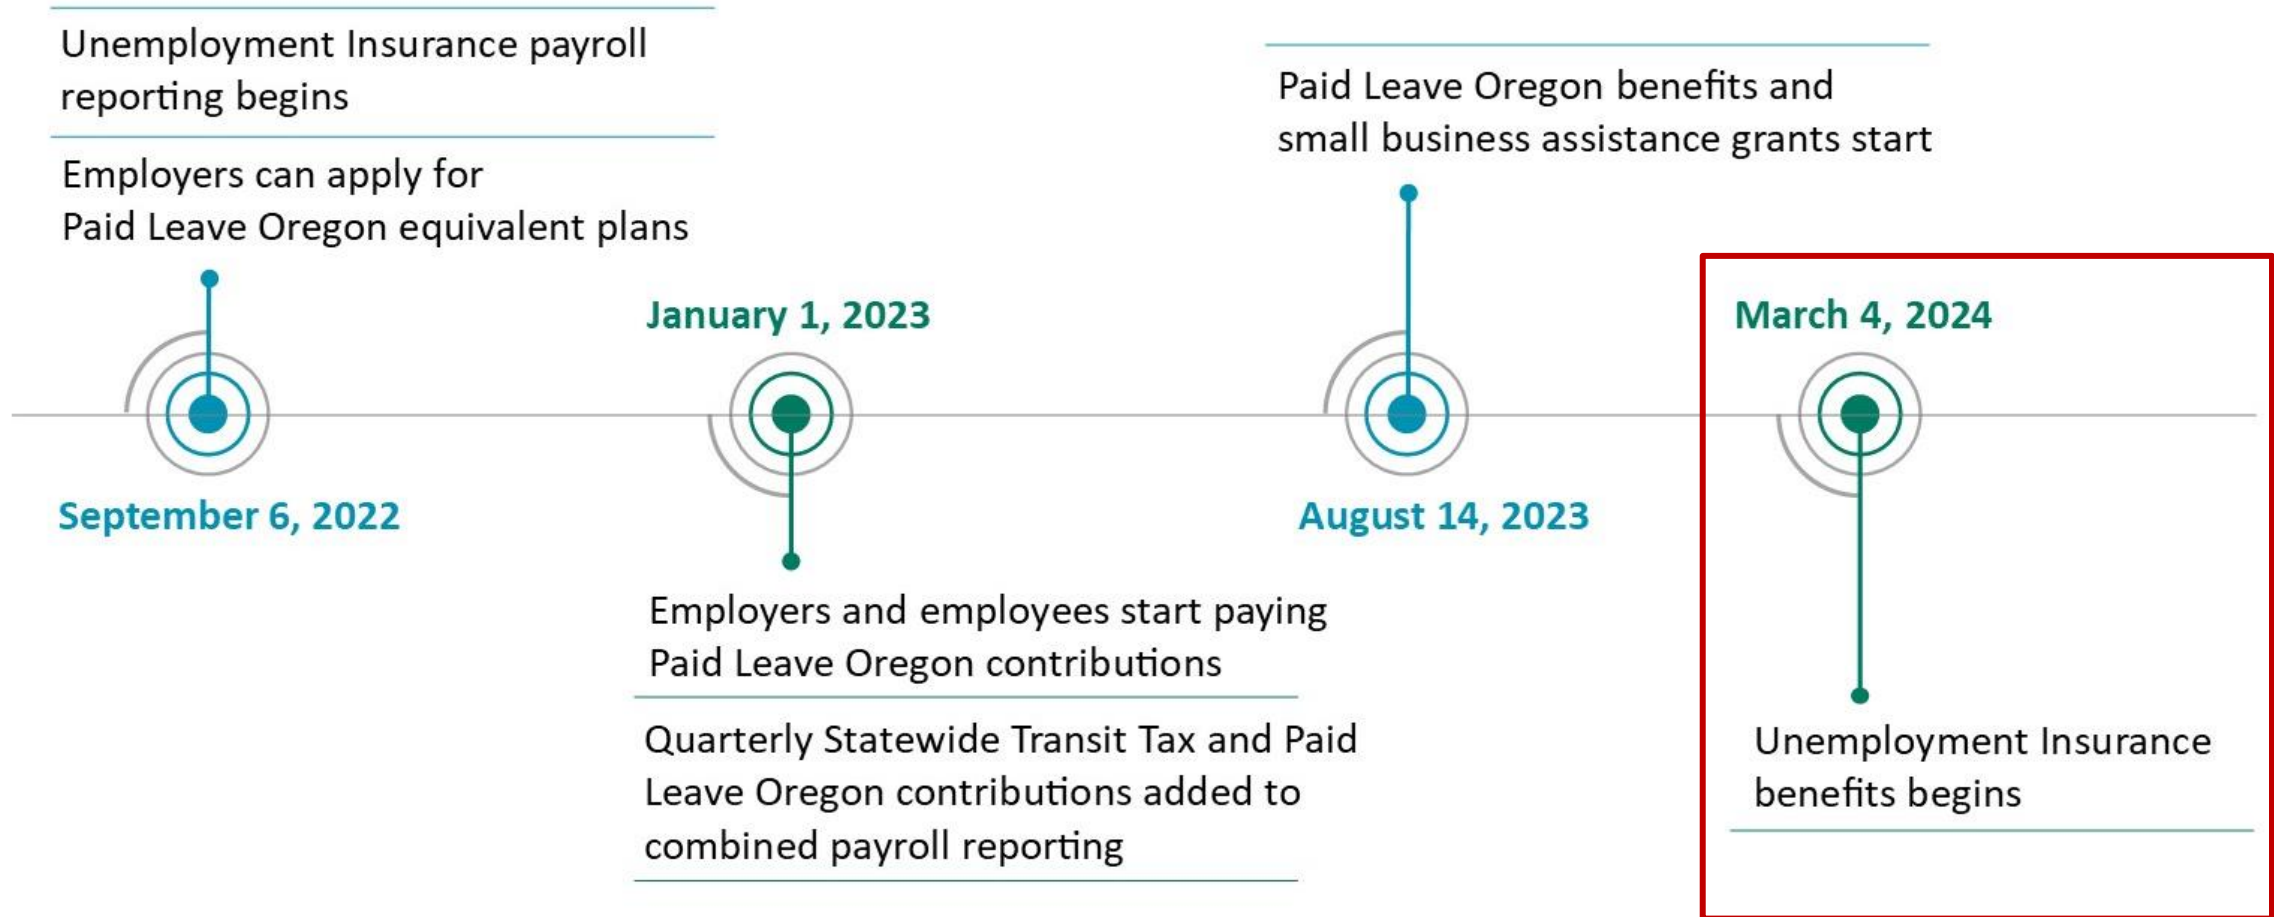 Unemployment Insurance payroll
reporting begins
Employers can apply for
Paid Leave Oregon equivalent plans
September 6, 2022
January 1, 2023
Employers and employees start paying
Paid Leave Oregon contributions
Quarterly Statewide Transit Tax and Paid
Leave Oregon contributions added to
combined payroll reporting
Paid Leave Oregon benefits and
small business assistance grants start
August 14, 2023
March 4, 2024
Unemployment Insurance
benefits begins